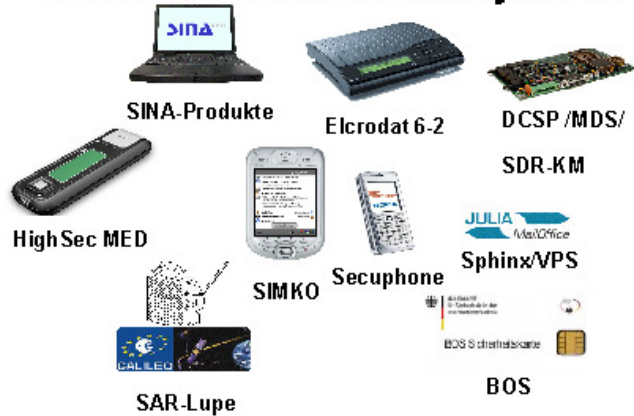 SINA
SINA-Produkte
Elcrodat 6-2
DCSP /MDS/
SDR-KM
HighSec MED
SIMKO
Secuphone
JULIA
MailOffice
Sphinx/VPS
GALILEO
SAR-Lupe
BOS Sicherheitskarte
BOS